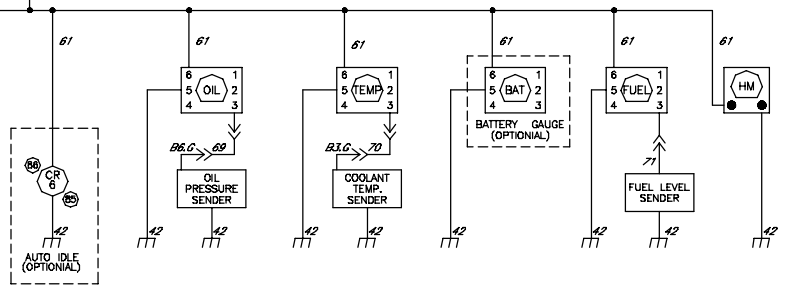 61
61
61
61
61
61
6 1
5 OIL 2
4 3
6 1
5 TEMP 2
4 3
6 1
5 BAT 2
4 3
6 1
5 FUEL 2
4 3
HM
BATTERY GAUGE
(OPTIONIAL)
B6.G 69
B3.G 70
71
86
CR
6
85
OIL
PRESSURE
SENDER
COOLANT
TEMP.
SENDER
FUEL LEVEL
SENDER
42
42
42
42
42
42
42
42
42
AUTO IDLE
(OPTIONIAL)